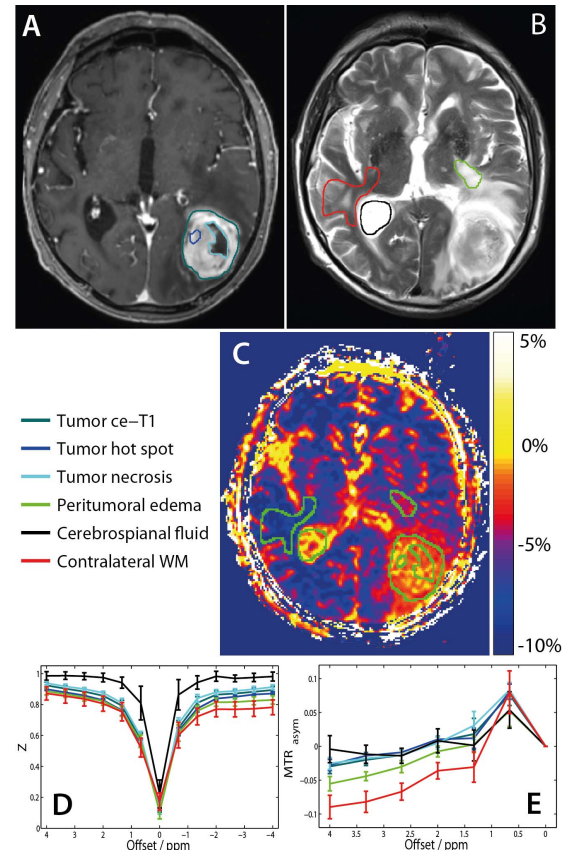 A
B
C
5%
0%
-5%
-10%
Tumor ce-T1
Tumor hot spot
Tumor necrosis
Peritumoral edema
Cerebrospianal fluid
Contralateral WM
1
0.8
0.6
0.4
0.2
0
Z
4 3 2 1 0 -1 -2 -3 -4
Offset / ppm
D
0.1
0.05
0
-0.05
-0.1
MTR asym
4 3.5 3 2.5 2 1.5 1 0.5 0
Offset / ppm
E